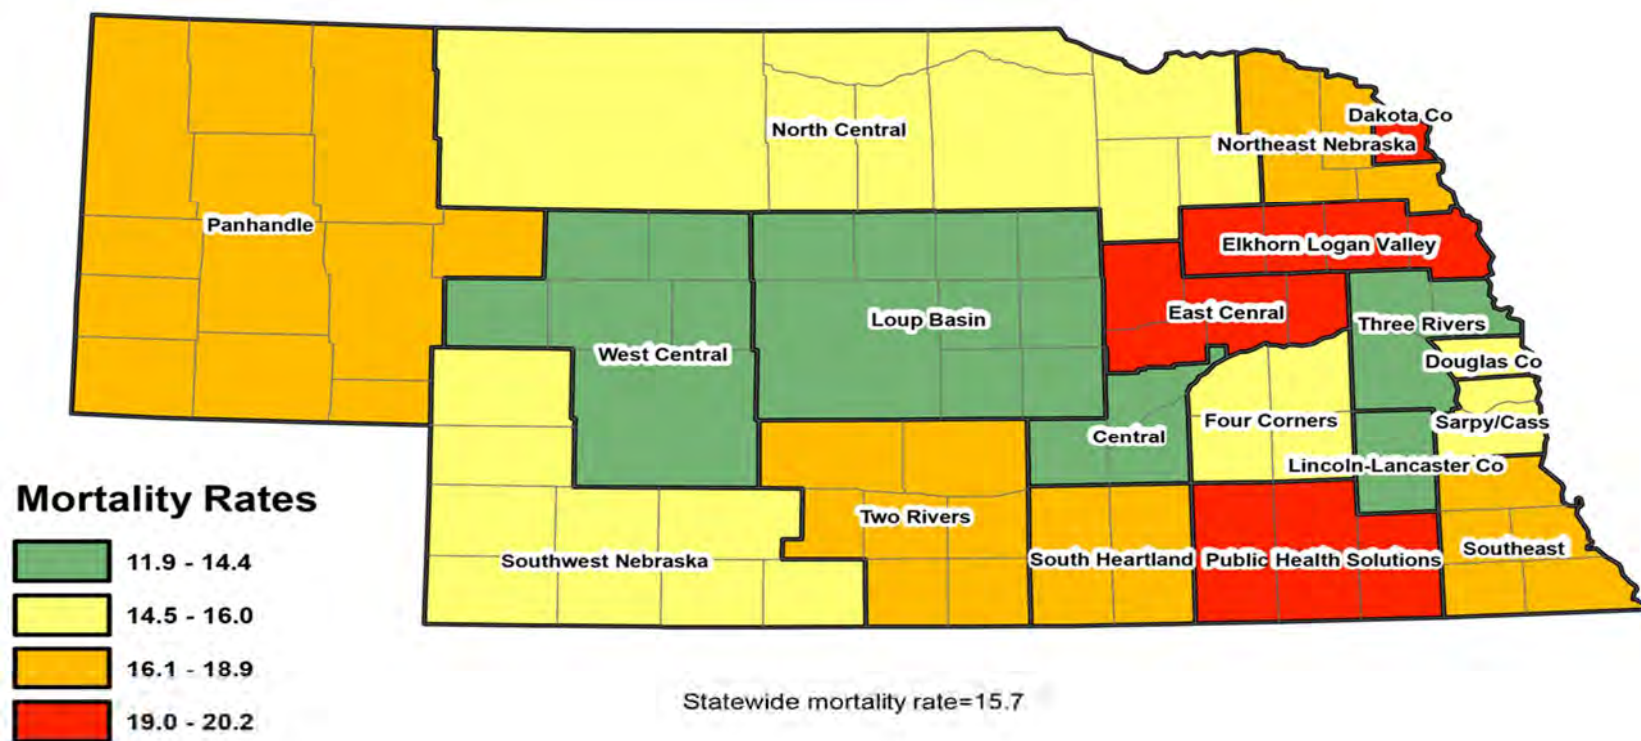 Dakota Co
North Central
Northeast Nebraska
Panhandle
Elkhorn Logan Valley
East Cenral
Loup Basin
Three Rivers
West Central
Douglas Co
Four Corners
Sarpy/Cass
Central
Lincoln-Lancaster Co
Two Rivers
Southwest Nebraska
South Heartland
Public Health Solutions
Southeast
Mortality Rates
11.9 - 14.4
14.5 - 16.0
16.1 - 18.9
19.0 - 20.2
Statewide mortality rate=15.7